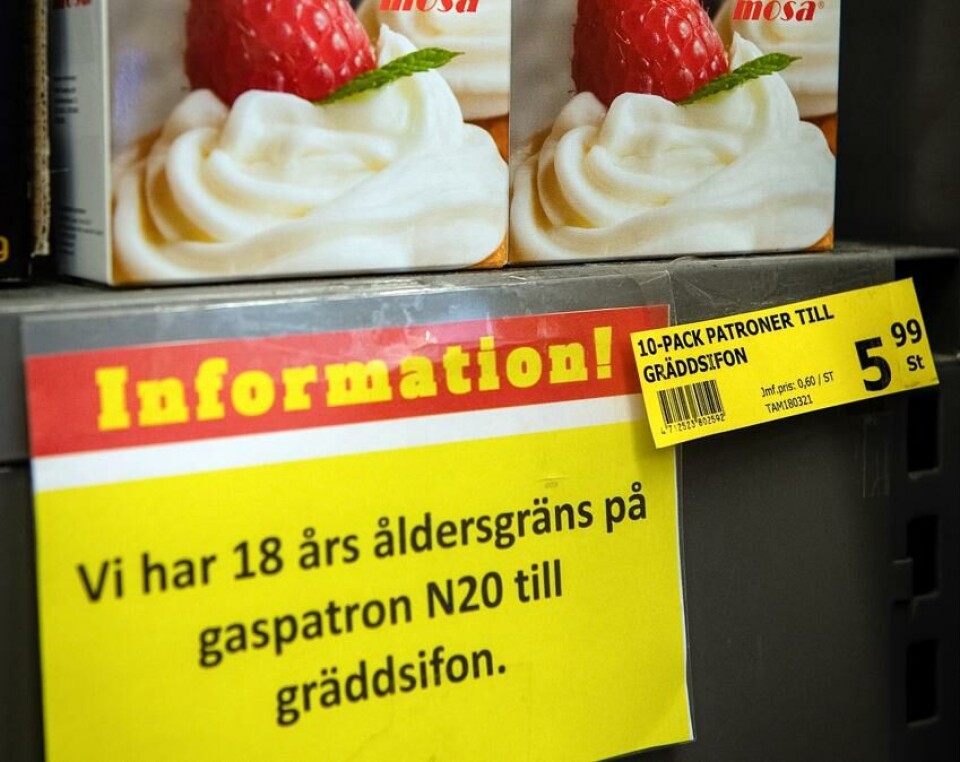 mosa®
mosa®
Information!
Vi har 18 års åldersgräns på
gaspatron N20 till
gräddsifon.
10-PACK PATRONER TILL
GRÄDDSIFON
5 99
St
Jmf.pris: 0,60 / ST
TAM180321